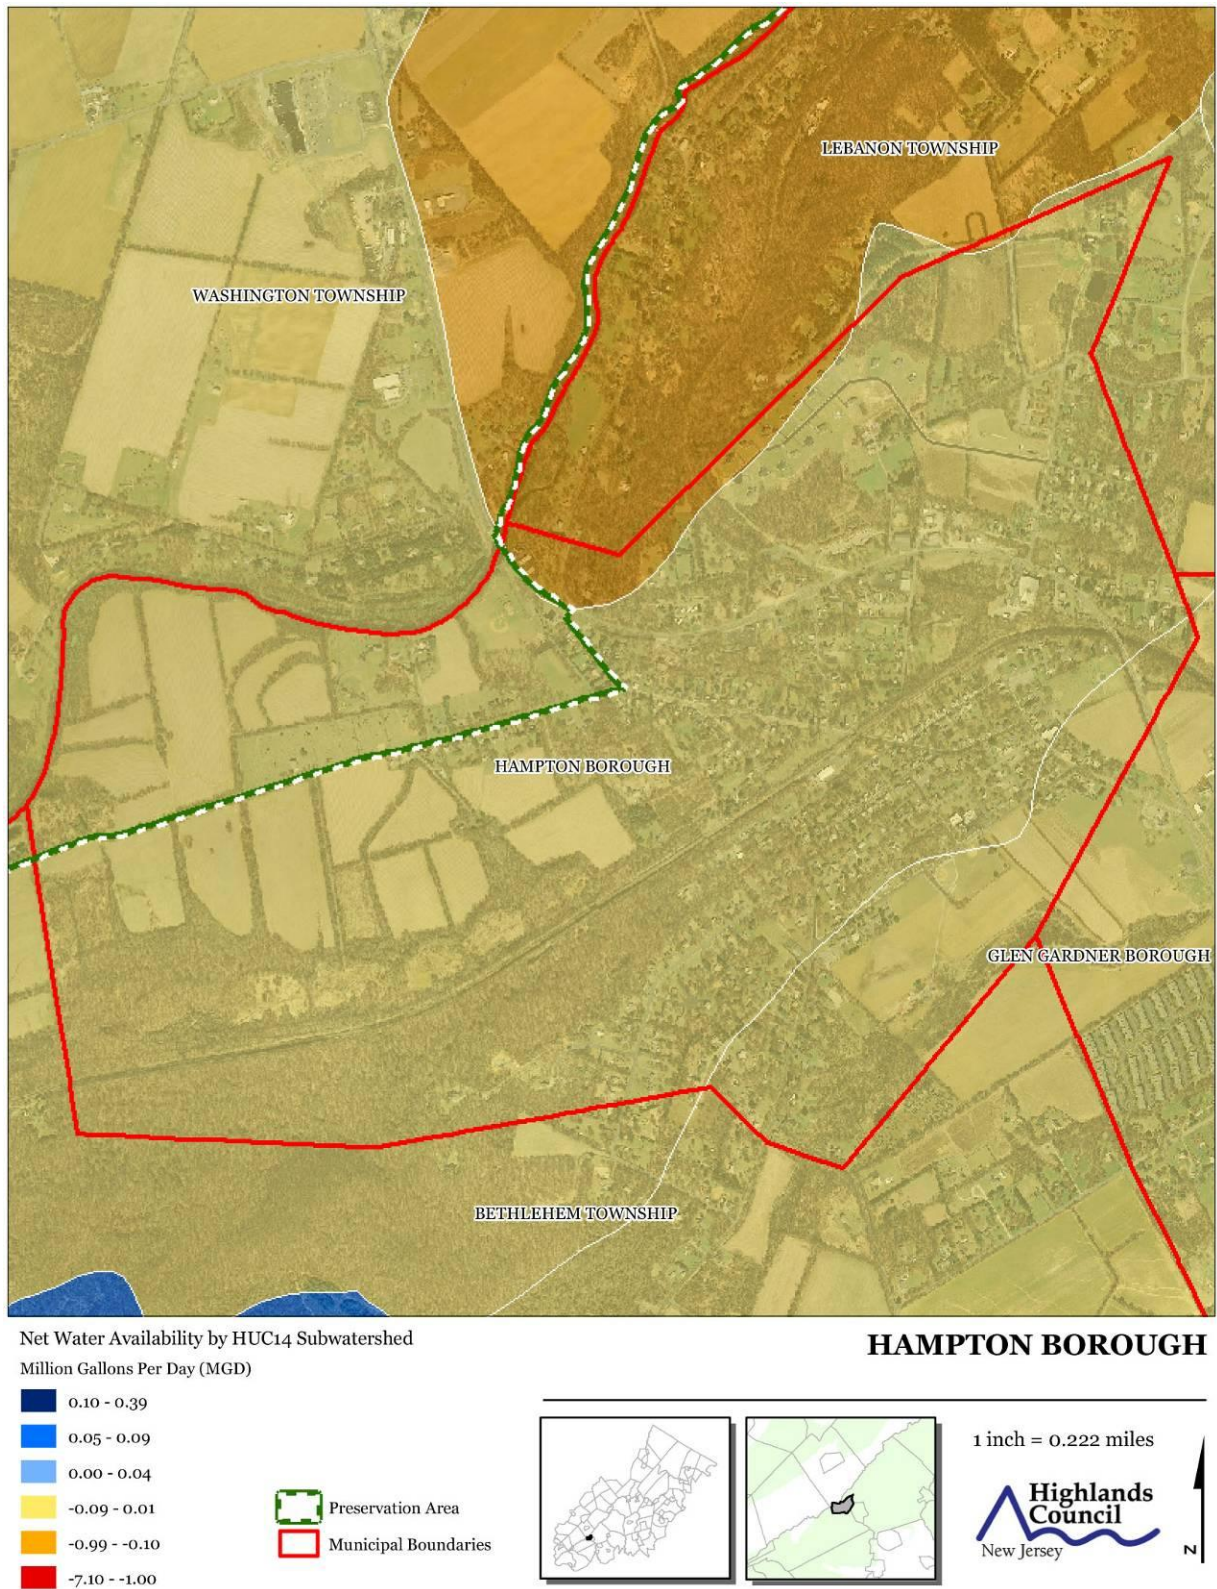 LEBANON TOWNSHIP
WASHINGTON TOWNSHIP
HAMPTON BOROUGH
GLEN GARDNER BOROUGH
BETHLEHEM TOWNSHIP
Net Water Availability by HUC14 Subwatershed
Million Gallons Per Day (MGD)
0.10 - 0.39
0.05 - 0.09
0.00 - 0.04
-0.09 - 0.01
-0.99 - -0.10
-7.10 - -1.00
Preservation Area
Municipal Boundaries
HAMPTON BOROUGH
1 inch = 0.222 miles
Highlands
Council
New Jersey
N